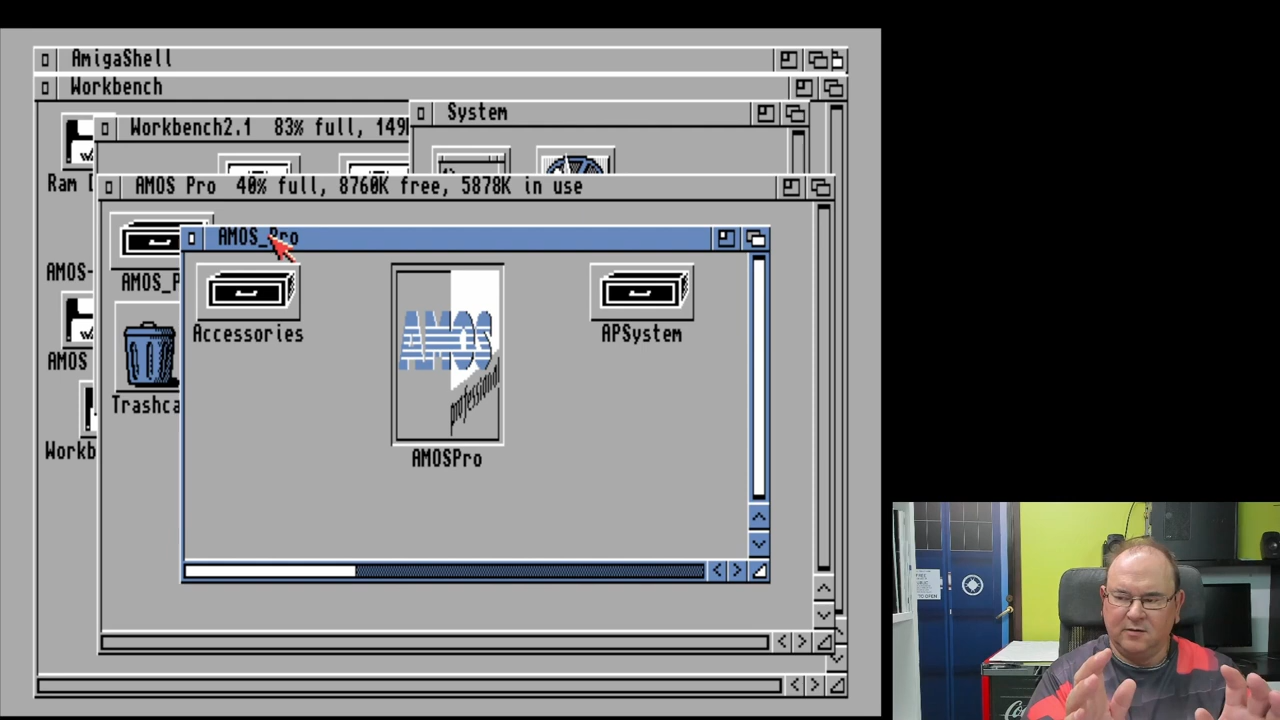 AmigaShell
Workbench
System
Workbench2.1 83% full, 149
Ram
AMOS Pro 40% full, 8760K free, 5878K in use
AMOS_Pro
AMOS-
AMOS_P
Accessories
APSystem
AMOS
professional
AMOS
Trashca
Workb
AMOSPro